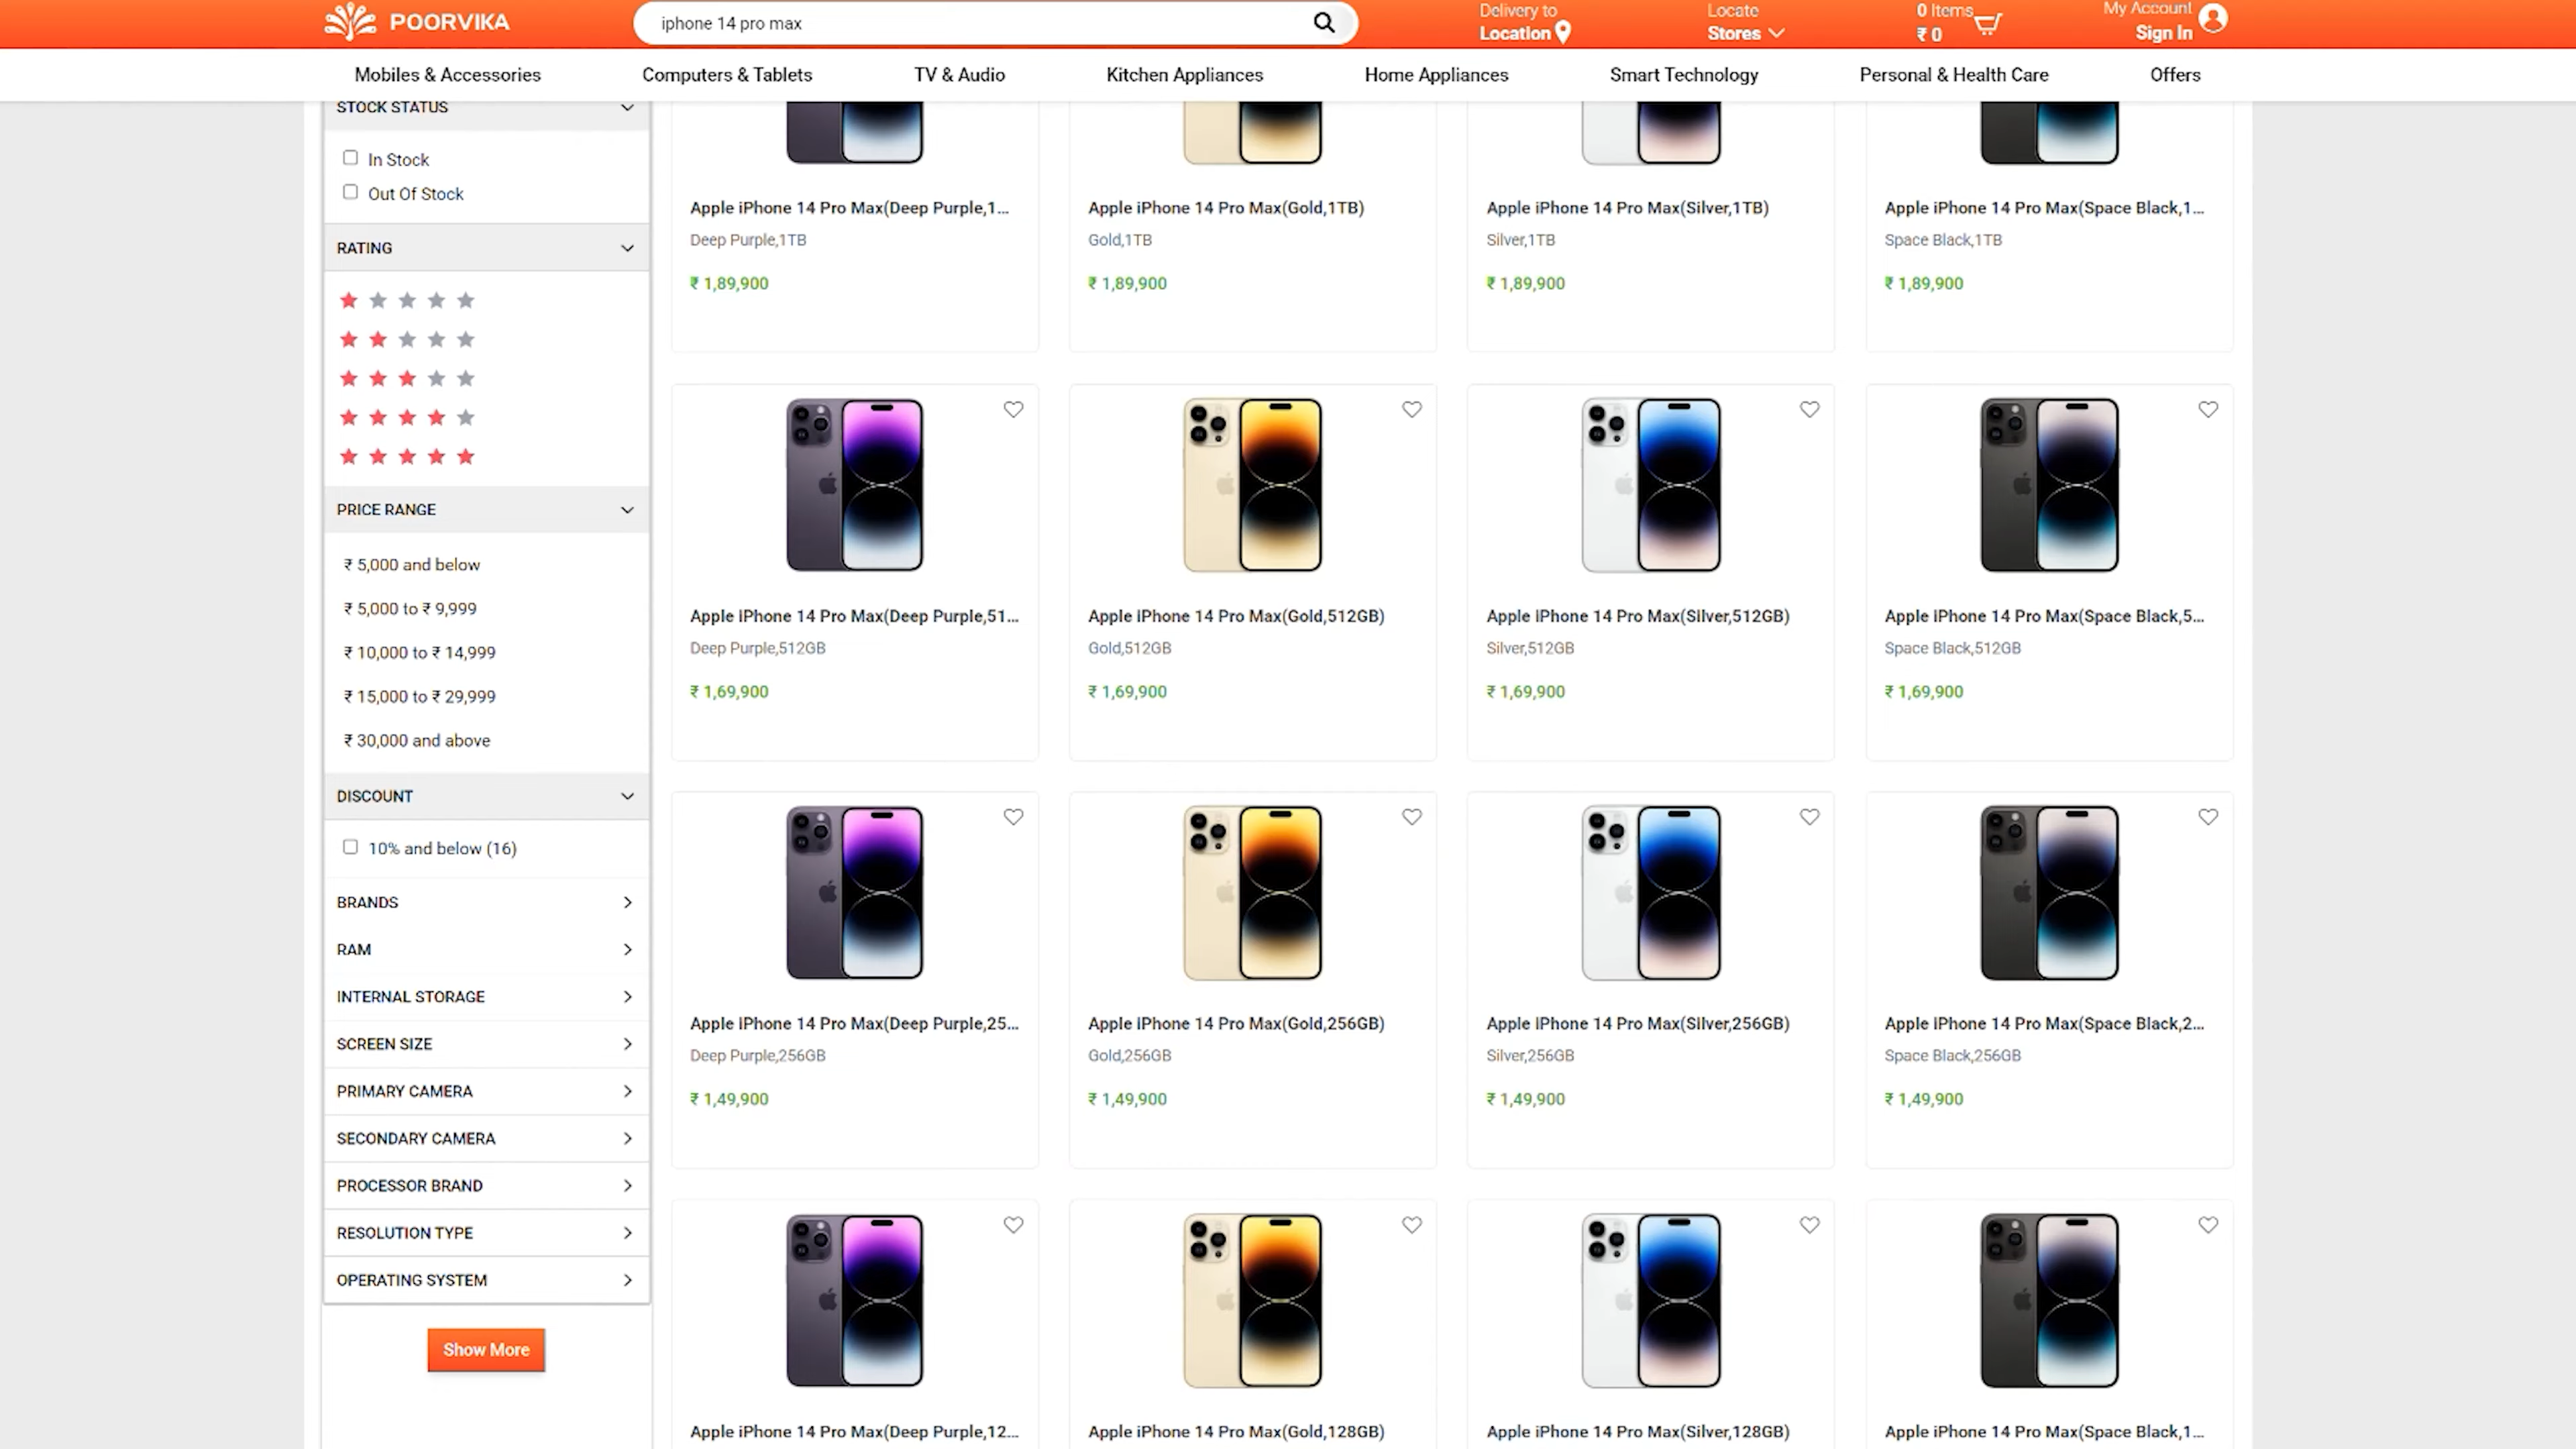 POORVIKA
iphone 14 pro max
Delivery to
Location
Locate
Stores
0 Items
₹ 0
My Account
Sign In
Mobiles & Accessories
Computers & Tablets
TV & Audio
Kitchen Appliances
Home Appliances
Smart Technology
Personal & Health Care
Offers
STOCK STATUS
In Stock
Out Of Stock
RATING
PRICE RANGE
₹ 5,000 and below
₹ 5,000 to ₹ 9,999
₹ 10,000 to ₹ 14,999
₹ 15,000 to ₹ 29,999
₹ 30,000 and above
DISCOUNT
10% and below (16)
BRANDS
RAM
INTERNAL STORAGE
SCREEN SIZE
PRIMARY CAMERA
SECONDARY CAMERA
PROCESSOR BRAND
RESOLUTION TYPE
OPERATING SYSTEM
Show More
Apple iPhone 14 Pro Max(Deep Purple,1...
Deep Purple,1TB
₹ 1,89,900
Apple iPhone 14 Pro Max(Gold,1TB)
Gold,1TB
₹ 1,89,900
Apple iPhone 14 Pro Max(Silver,1TB)
Silver,1TB
₹ 1,89,900
Apple iPhone 14 Pro Max(Space Black,1...
Space Black,1TB
₹ 1,89,900
Apple iPhone 14 Pro Max(Deep Purple,51...
Deep Purple,512GB
₹ 1,69,900
Apple iPhone 14 Pro Max(Gold,512GB)
Gold,512GB
₹ 1,69,900
Apple iPhone 14 Pro Max(Silver,512GB)
Silver,512GB
₹ 1,69,900
Apple iPhone 14 Pro Max(Space Black,5...
Space Black,512GB
₹ 1,69,900
Apple iPhone 14 Pro Max(Deep Purple,25...
Deep Purple,256GB
₹ 1,49,900
Apple iPhone 14 Pro Max(Gold,256GB)
Gold,256GB
₹ 1,49,900
Apple iPhone 14 Pro Max(Silver,256GB)
Silver,256GB
₹ 1,49,900
Apple iPhone 14 Pro Max(Space Black,2...
Space Black,256GB
₹ 1,49,900
Apple iPhone 14 Pro Max(Deep Purple,12...
Apple iPhone 14 Pro Max(Gold,128GB)
Apple iPhone 14 Pro Max(Silver,128GB)
Apple iPhone 14 Pro Max(Space Black,1...